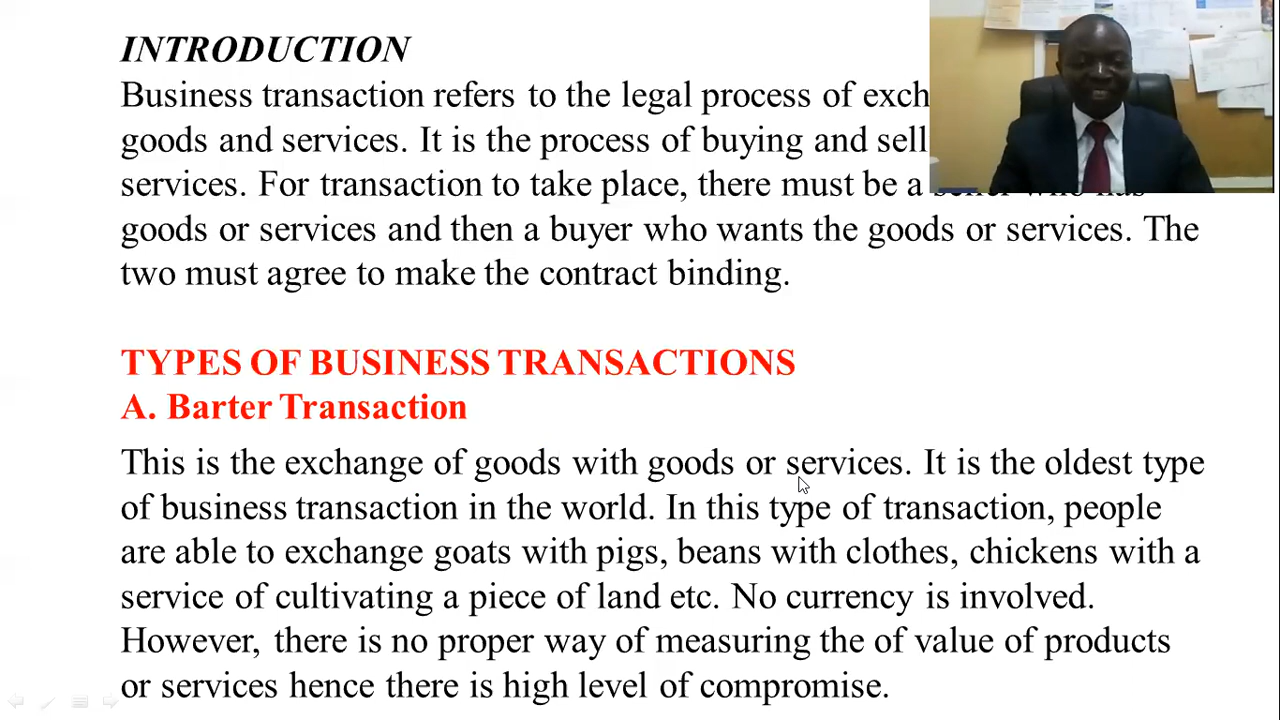 INTRODUCTION
Business transaction refers to the legal process of exch
goods and services. It is the process of buying and sell
services. For transaction to take place, there must be a
goods or services and then a buyer who wants the goods or services. The
two must agree to make the contract binding.
TYPES OF BUSINESS TRANSACTIONS
A. Barter Transaction
This is the exchange of goods with goods or services. It is the oldest type
of business transaction in the world. In this type of transaction, people
are able to exchange goats with pigs, beans with clothes, chickens with a
service of cultivating a piece of land etc. No currency is involved.
However, there is no proper way of measuring the of value of products
or services hence there is high level of compromise.